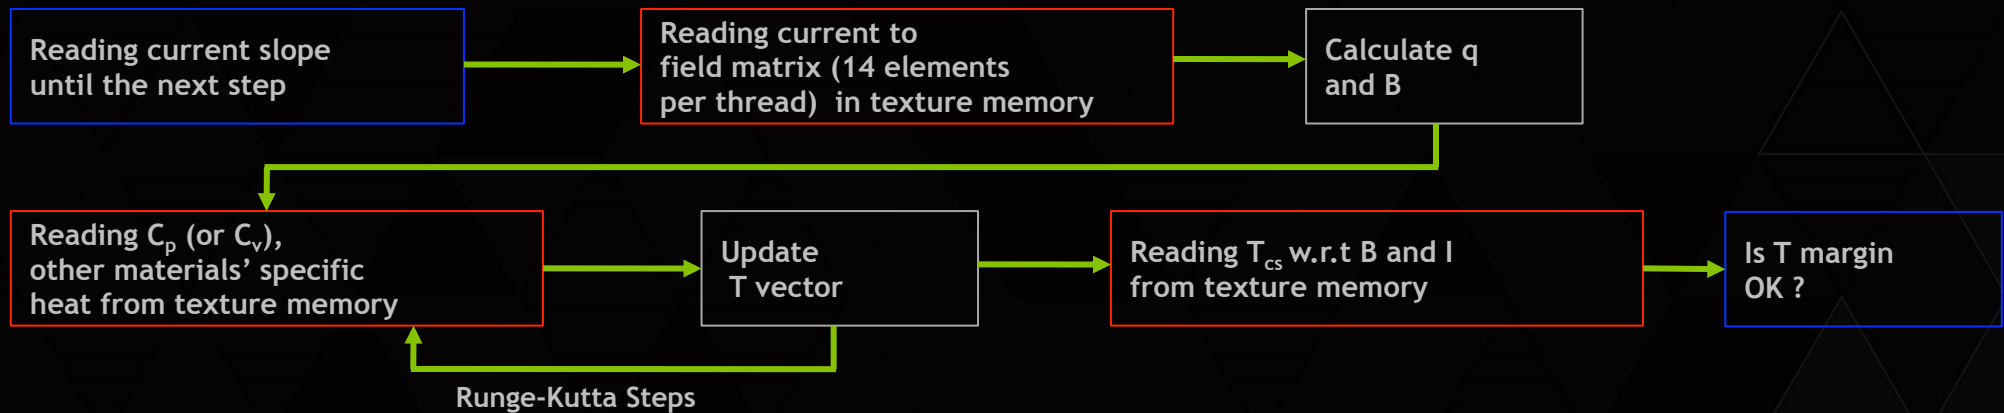 Reading current slope
until the next step
Reading current to
field matrix (14 elements
per thread)  in texture memory
Calculate q
and B
Reading Cp (or Cv),
other materials’ specific
heat from texture memory
Update
T vector
Reading Tcs w.r.t B and I
from texture memory
Is T margin
OK ?
Runge-Kutta Steps